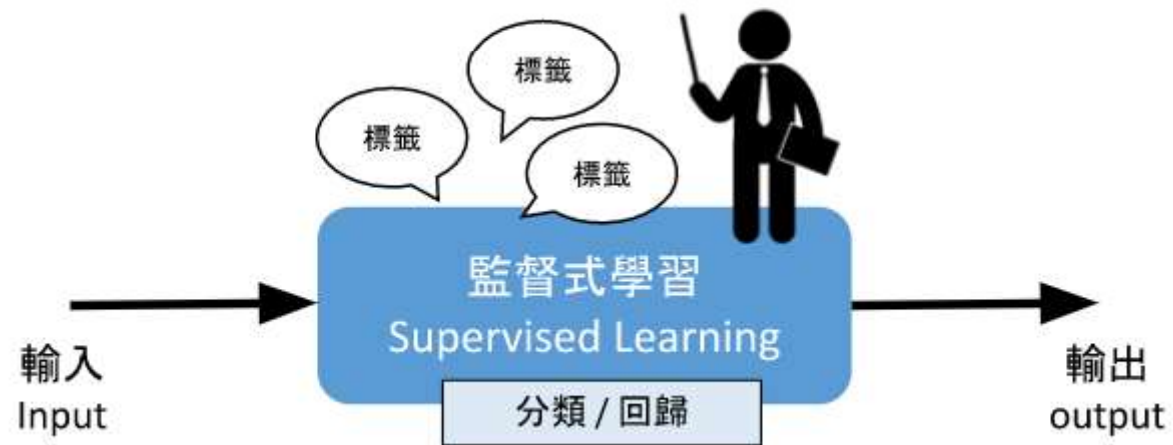 標籤
標籤
標籤
監督式學習
Supervised Learning
分類 / 回歸
輸入
Input
輸出
output